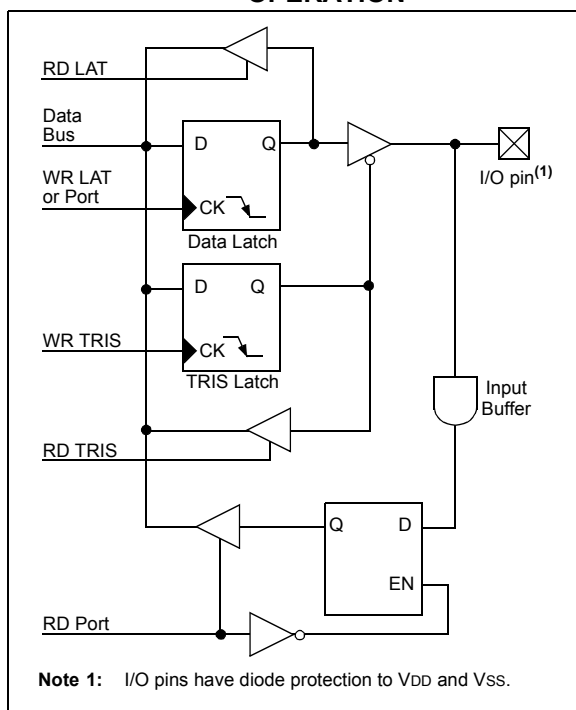 OPERATION
RD LAT
Data
Bus
D Q
WR LAT
or Port
CK
Data Latch
I/O pin(1)
D Q
WR TRIS
CK
TRIS Latch
Input
Buffer
RD TRIS
Q D
EN
RD Port
Note 1: I/O pins have diode protection to VDD and VSS.